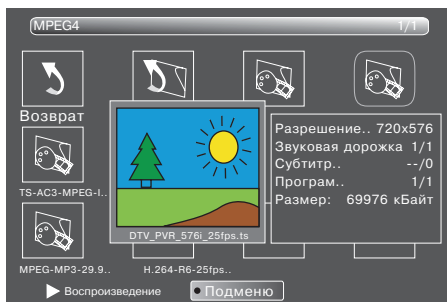 MPEG4 1/1
Возврат
Разрешение.. 720x576
Звуковая дорожка 1/1
Субтитр.. --/0
Програм.. 1/1
Размер: 69976 кБайт
TS-AC3-MPEG-I..
DTV_PVR_576i_25fps.ts
MPEG-MP3-29.9.. H.264-R6-25fps..
Воспроизведение Подменю